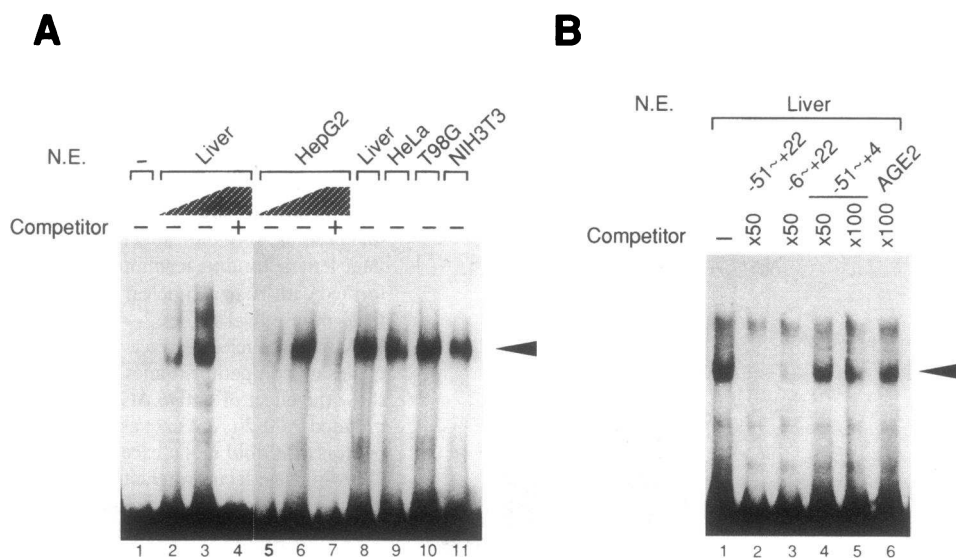 A
N.E.
-
Liver
HepG2
Liver
HeLa
T98G
NIH3T3
Competitor
- - + - - + - - - -
1 2 3 4 5 6 7 8 9 10 11
B
N.E.
Liver
-51~+22
-6~+22
-51~+4
AGE2
Competitor
- x50 x50 x50 x100 x100
1 2 3 4 5 6